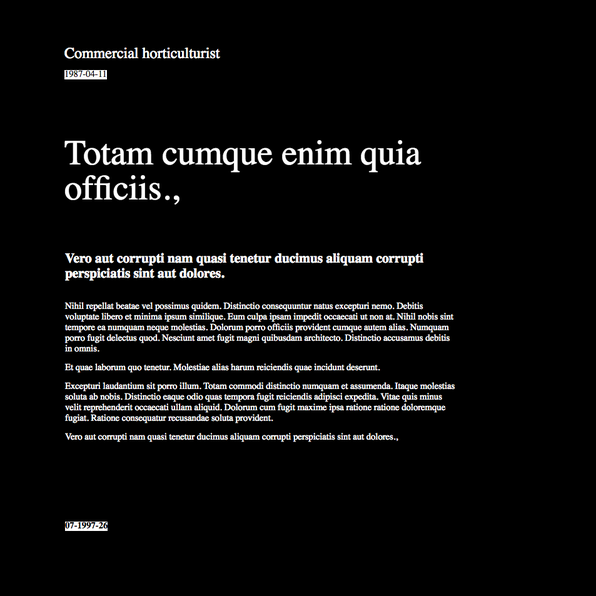 Commercial horticulturist
1987-04-11
Totam cumque enim quia
officiis.,
Vero aut corrupti nam quasi tenetur ducimus aliquam corrupti
perspiciatis sint aut dolores.
Nihil repellat beatae vel possimus quidem. Distinctio consequuntur natus excepturi nemo. Debitis
voluptate libero et minima ipsum similique. Eum culpa ipsam impedit occaecati ut non at. Nihil nobis sint
tempore ea numquam neque molestias. Dolorum porro officiis provident cumque autem alias. Numquam
porro fugit delectus quod. Nesciunt amet fugit magni quibusdam architecto. Distinctio accusamus debitis
in omnis.
Et quae laborum quo tenetur. Molestiae alias harum reiciendis quae incidunt deserunt.
Excepturi laudantium sit porro illum. Totam commodi distinctio numquam et assumenda. Itaque molestias
soluta ab nobis. Distinctio eaque odio quas tempora fugit reiciendis adipisci expedita. Vitae quis minus
velit reprehenderit occaecati ullam aliquid. Dolorum cum fugit maxime ipsa ratione ratione doloremque
fugiat. Ratione consequatur recusandae soluta provident.
Vero aut corrupti nam quasi tenetur ducimus aliquam corrupti perspiciatis sint aut dolores.,
07-1997-26